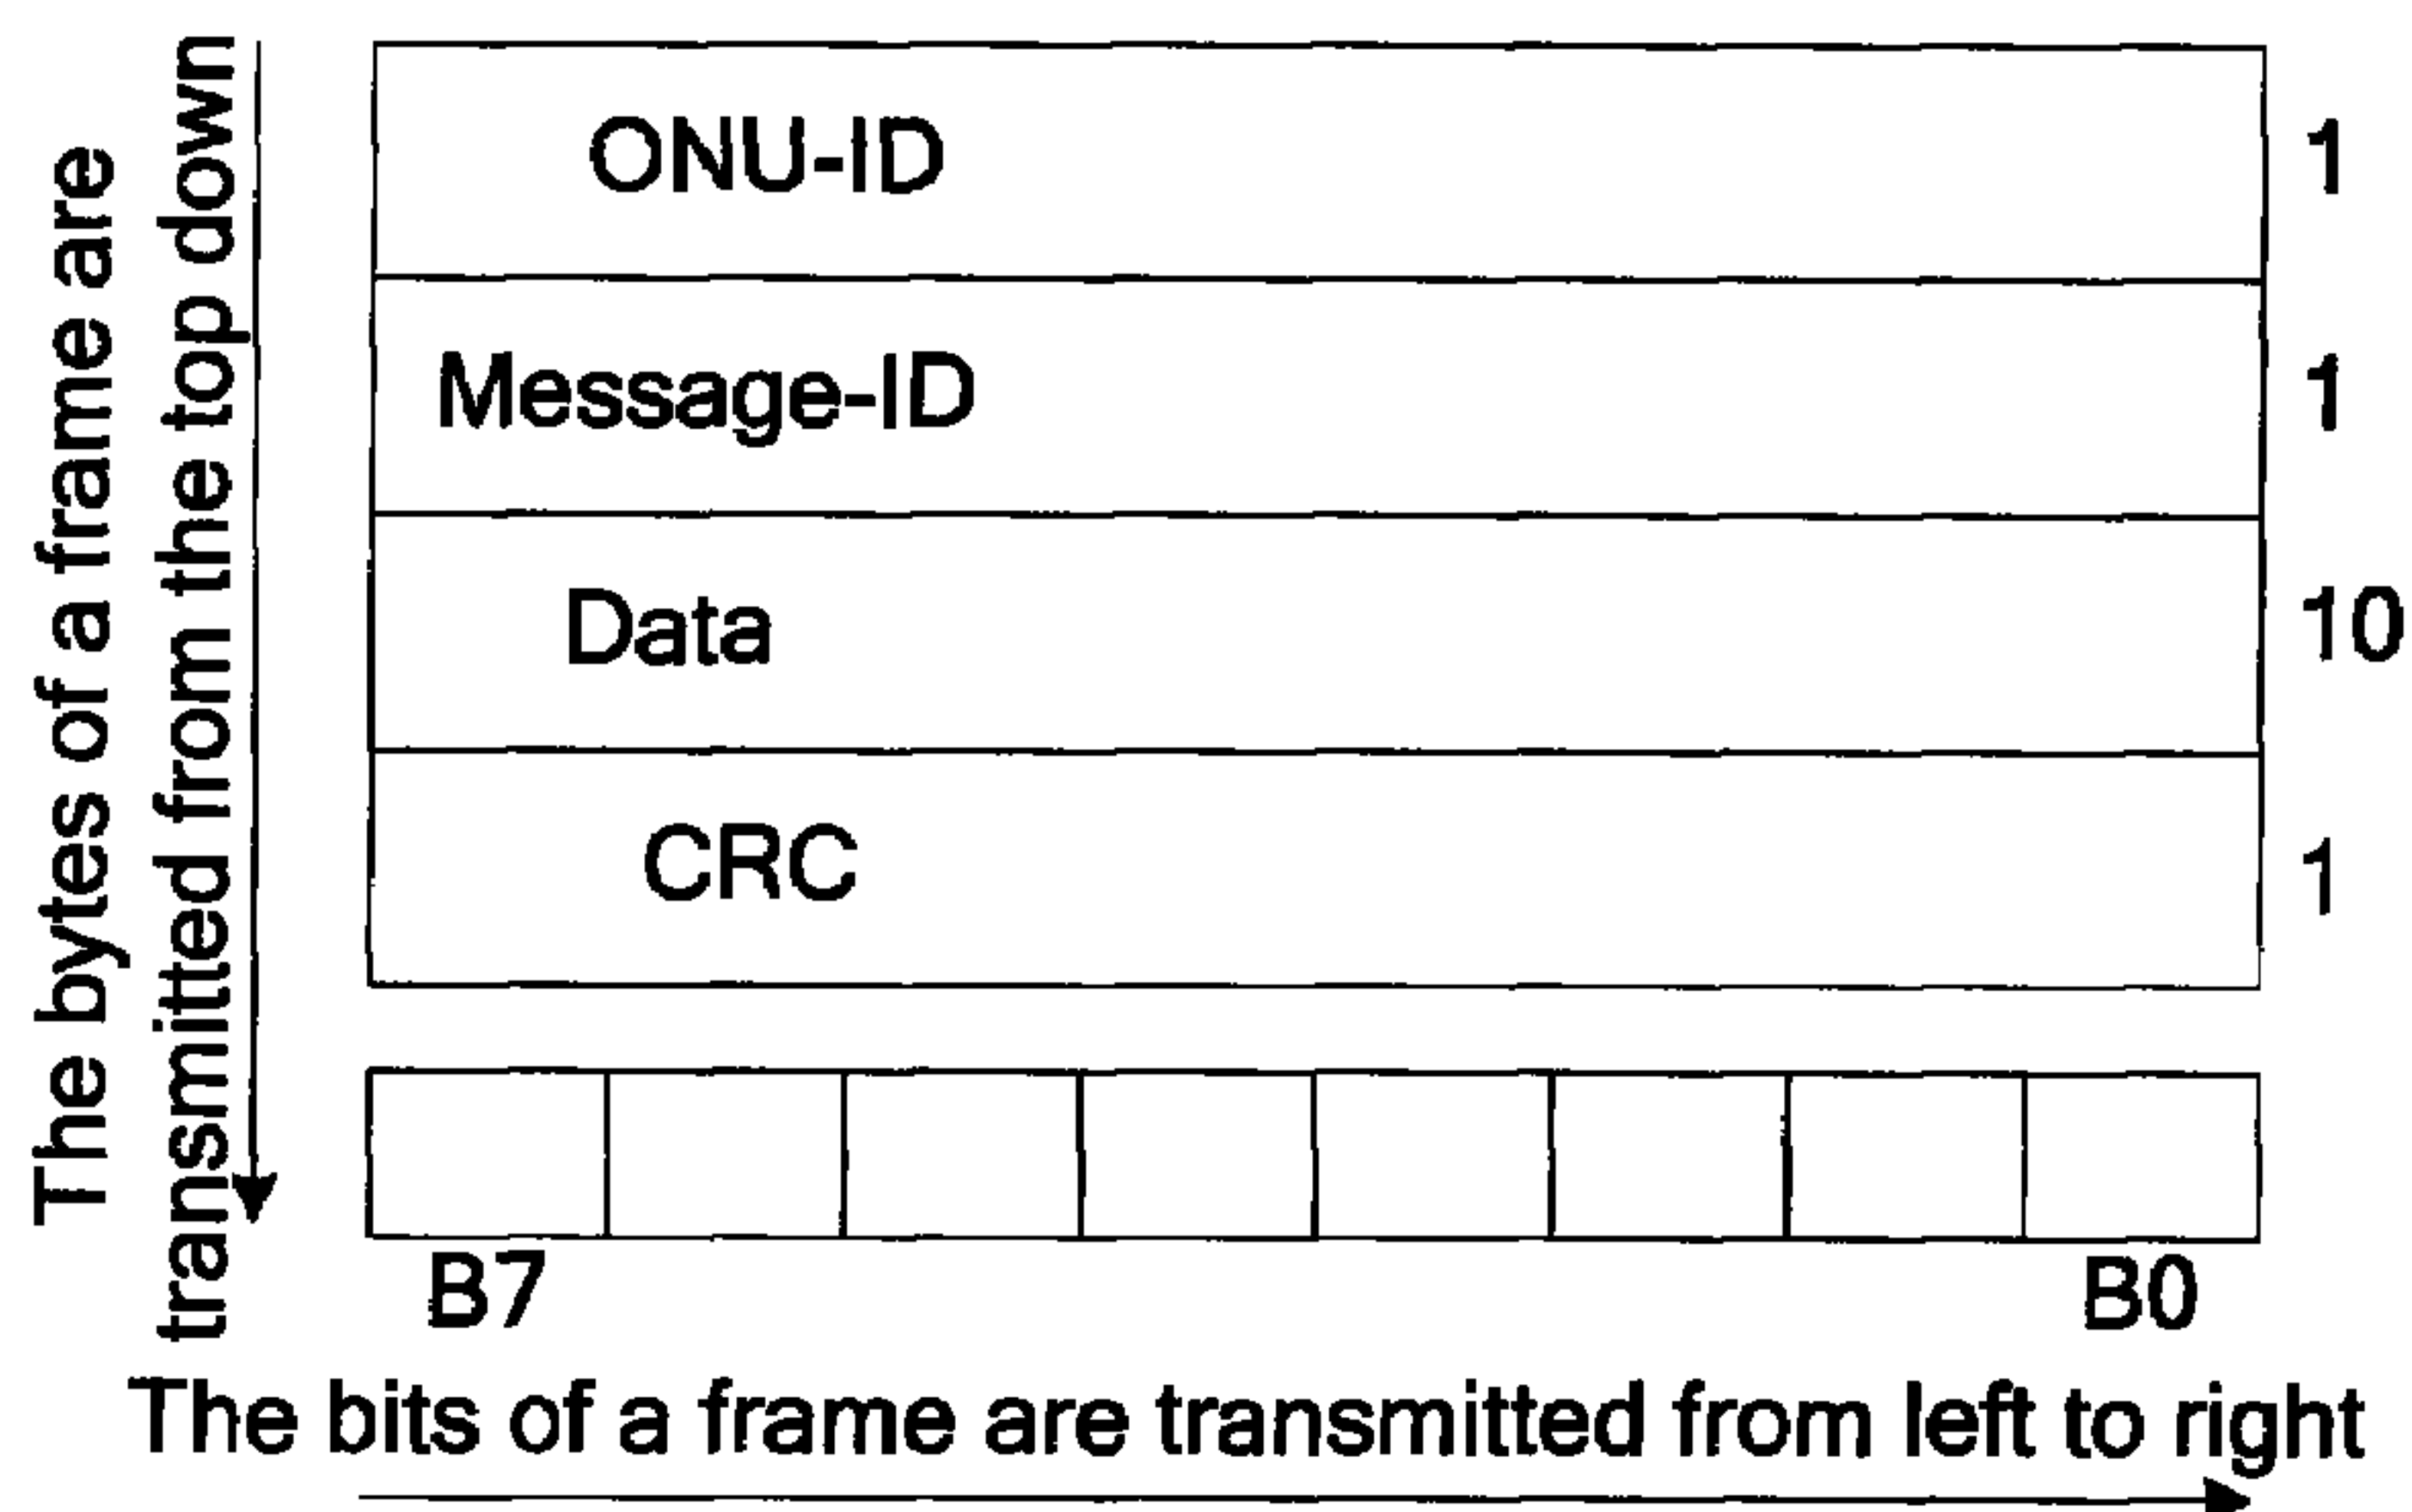 The bytes of a frame are
transmitted from the top down
ONU-ID 1
Message-ID 1
Data 10
CRC 1
B7 B0
The bits of a frame are transmitted from left to right